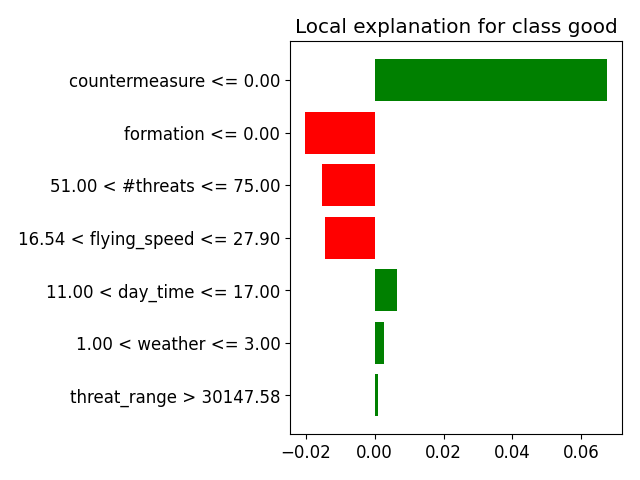 Local explanation for class good
countermeasure <= 0.00
formation <= 0.00
51.00 < #threats <= 75.00
16.54 < flying_speed <= 27.90
11.00 < day_time <= 17.00
1.00 < weather <= 3.00
threat_range > 30147.58
−0.02 0.00 0.02 0.04 0.06